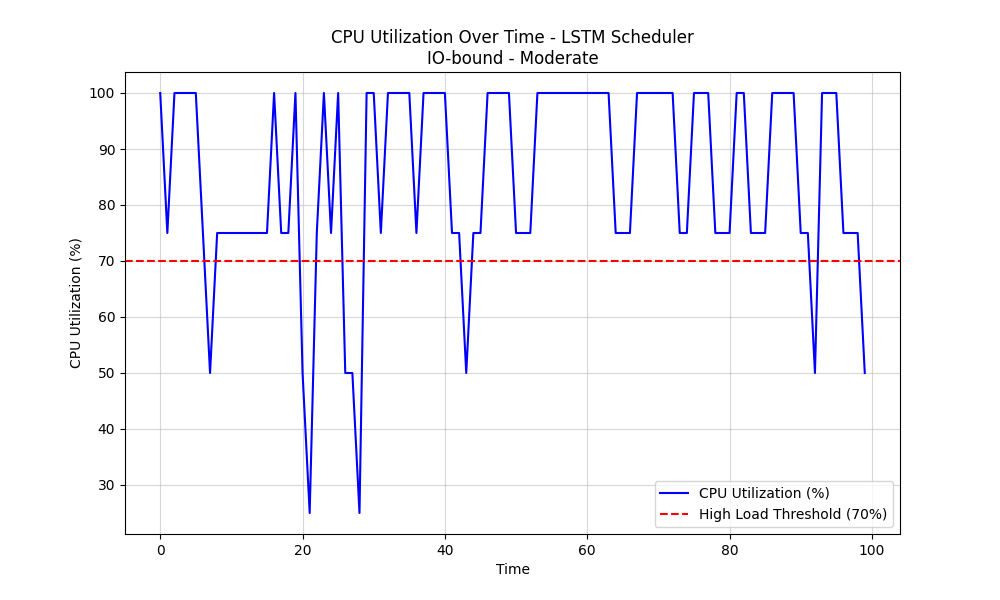 CPU Utilization Over Time - LSTM Scheduler
IO-bound - Moderate
CPU Utilization (%)
100
90
80
70
60
50
40
30
0
20
40
60
80
100
Time
CPU Utilization (%)
High Load Threshold (70%)